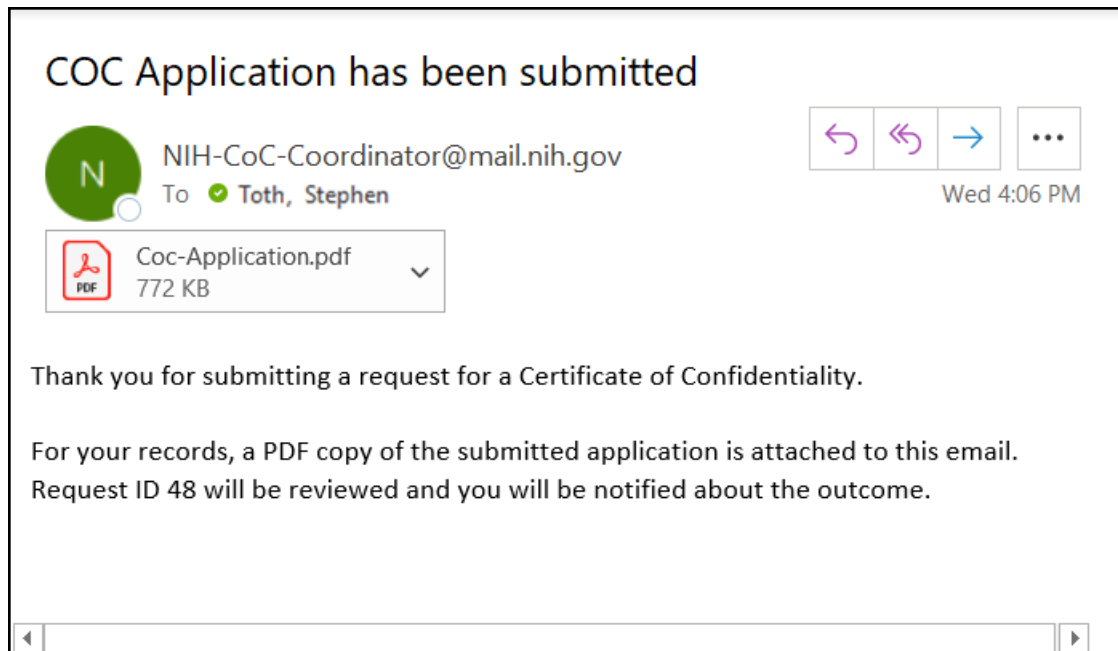 COC Application has been submitted
N
NIH-CoC-Coordinator@mail.nih.gov
To Toth, Stephen
Wed 4:06 PM
PDF
Coc-Application.pdf
772 KB
Thank you for submitting a request for a Certificate of Confidentiality.
For your records, a PDF copy of the submitted application is attached to this email.
Request ID 48 will be reviewed and you will be notified about the outcome.